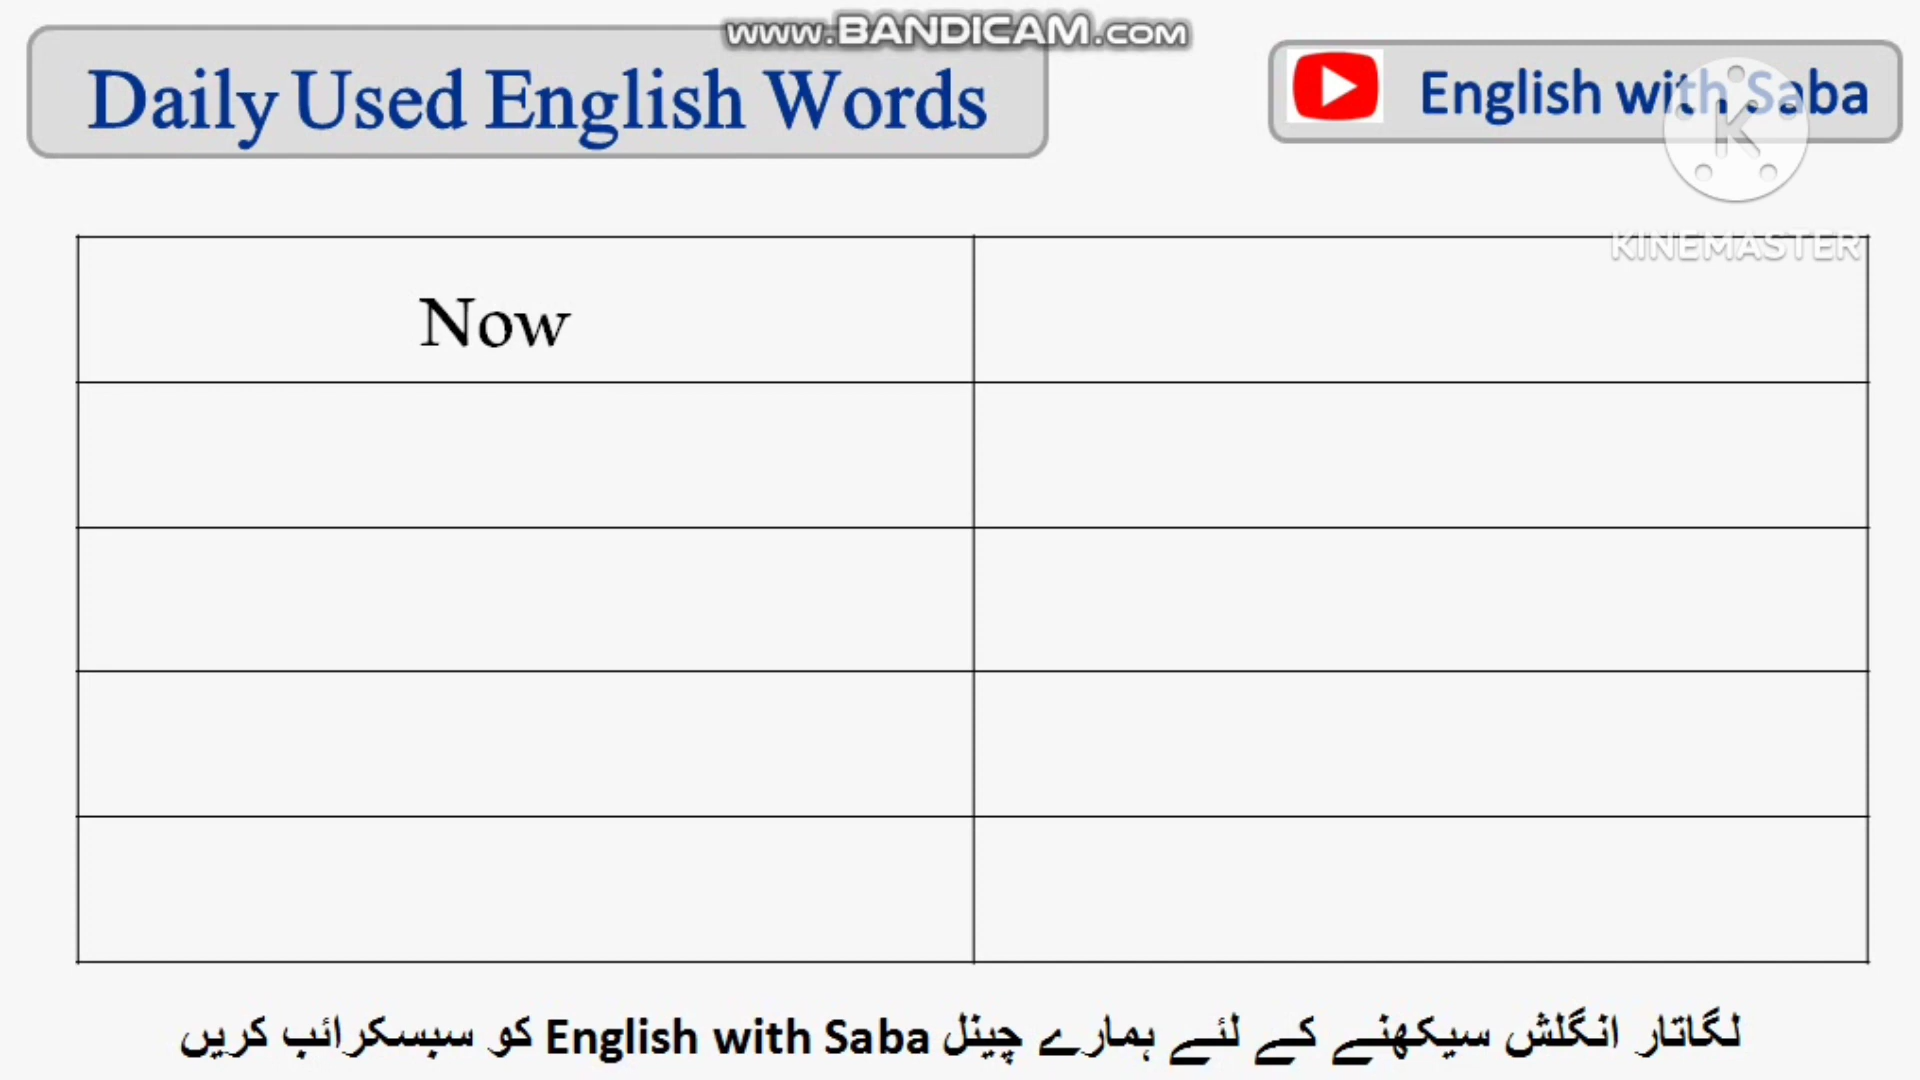 www.BANDICAM.com
Daily Used English Words
English with Saba
KINEMASTER
Now
لگاتار انگلش سیکھنے کے لئے ہمارے چینل English with Saba کو سبسکرائب کریں